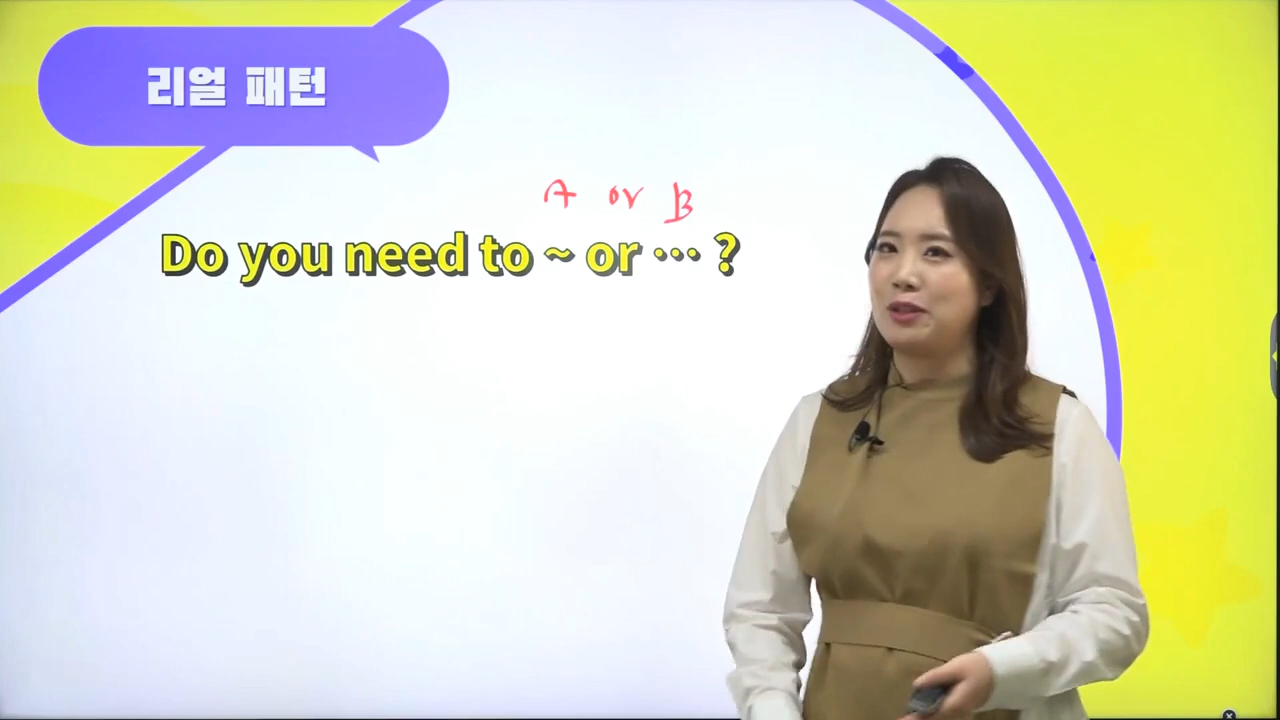 리얼 패턴
A or B
Do you need to ~ or … ?